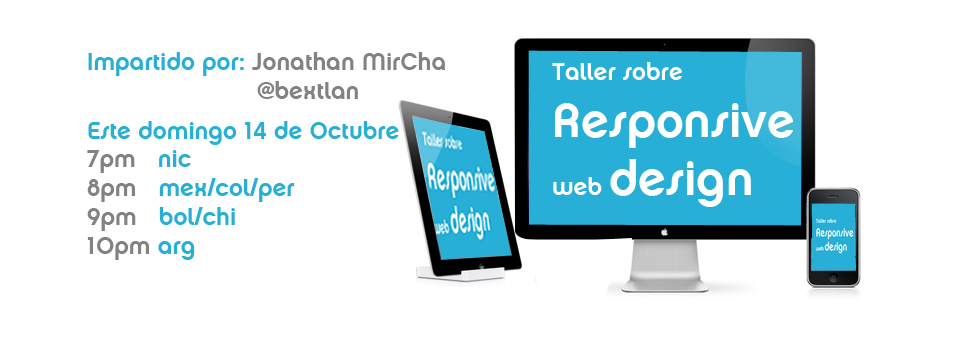 Impartido por: Jonathan MirCha
@bextlan
Este domingo 14 de Octubre
7pm nic
8pm mex/col/per
9pm bol/chi
10pm arg
Taller sobre
Responsive
web design
Taller sobre
Responsive
web design
Taller sobre
Responsive
web design